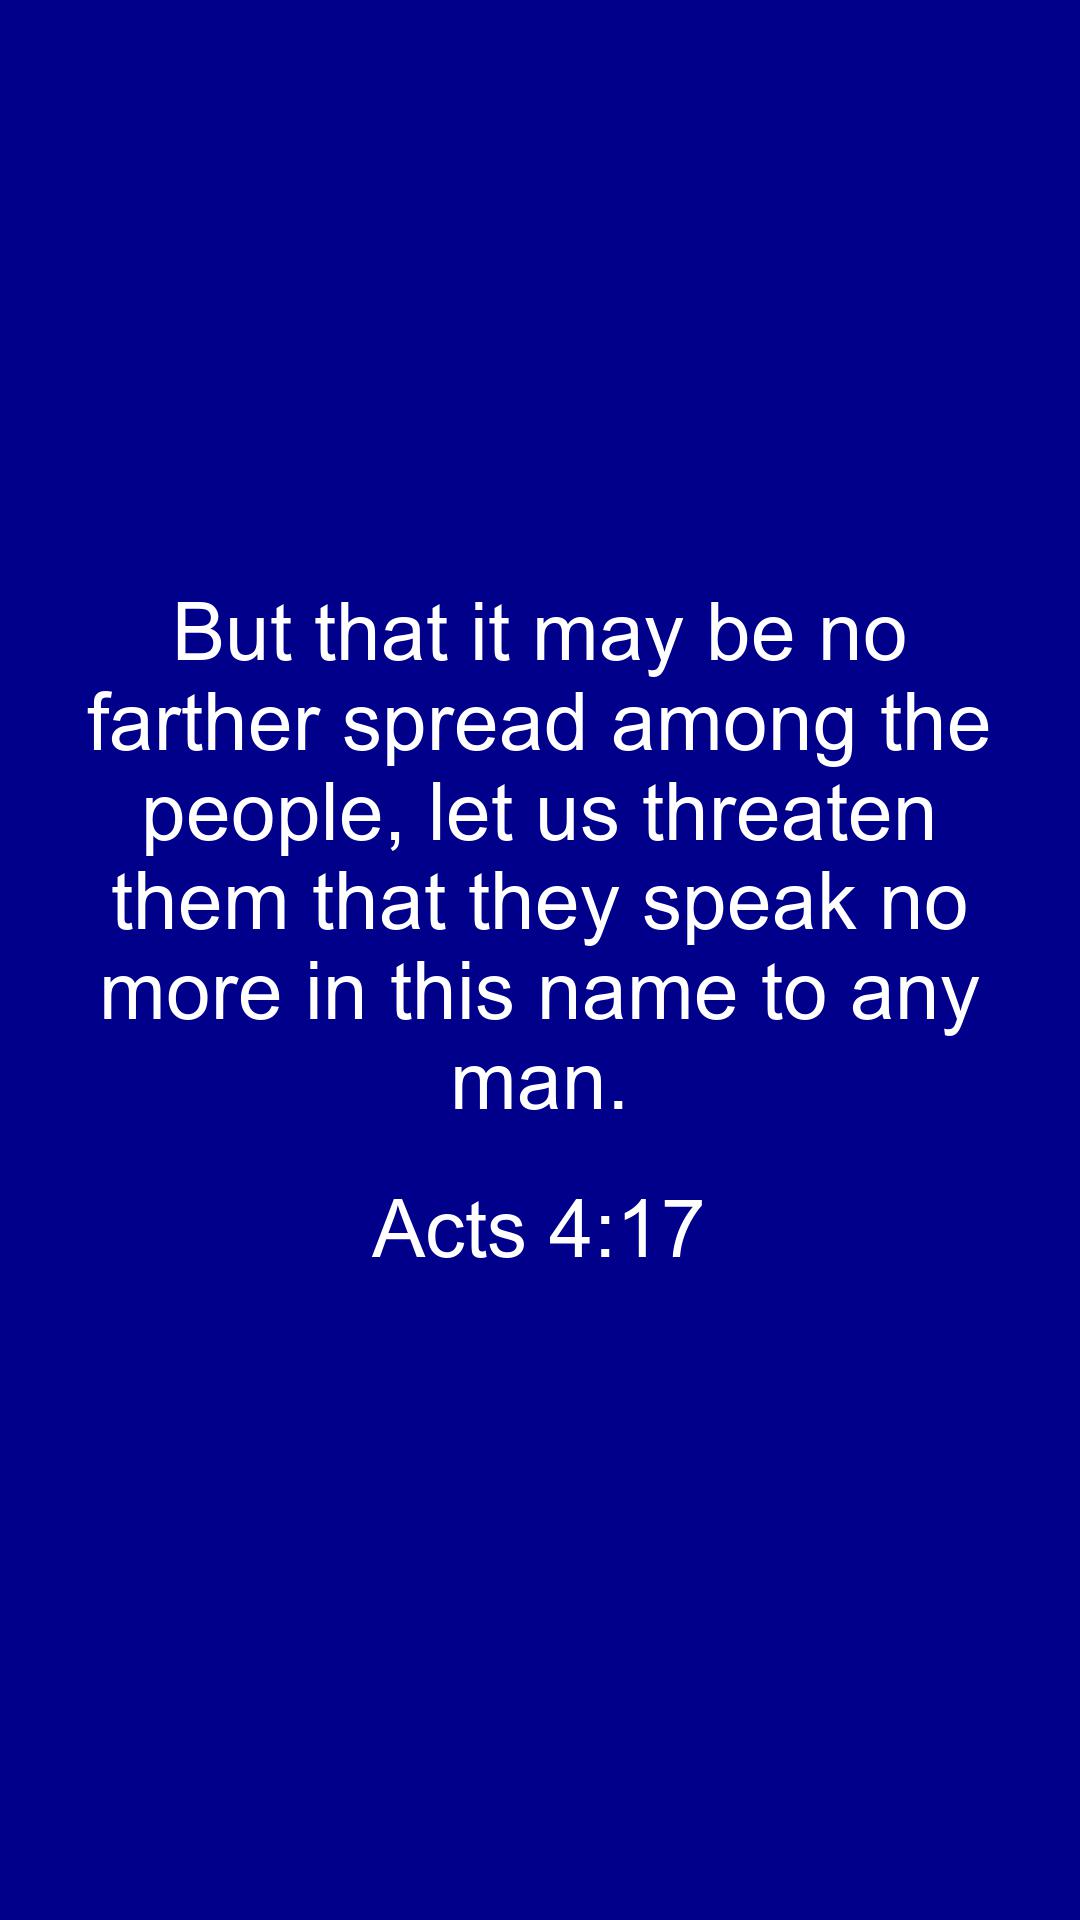 But that it may be no
farther spread among the
people, let us threaten
them that they speak no
more in this name to any
man.
Acts 4:17